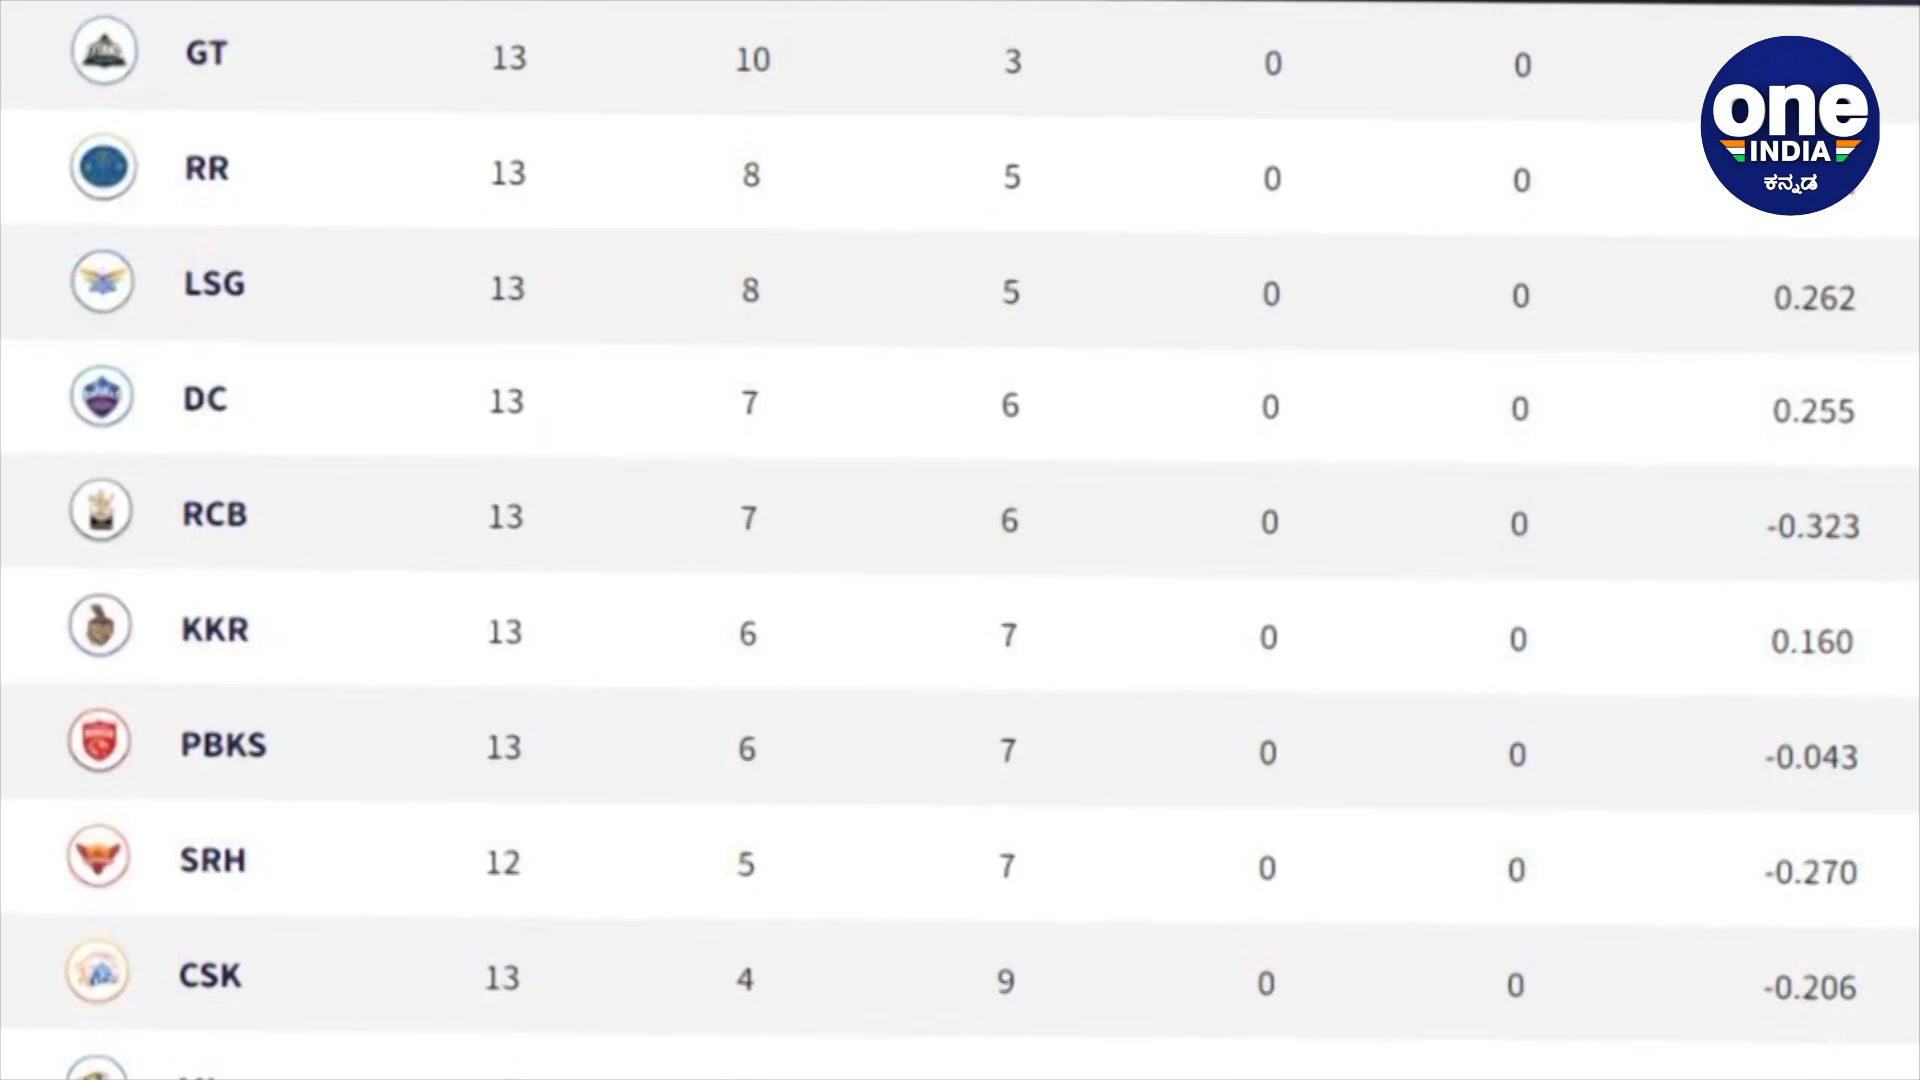 GT 13 10 3 0 0
RR 13 8 5 0 0
LSG 13 8 5 0 0 0.262
DC 13 7 6 0 0 0.255
RCB 13 7 6 0 0 -0.323
KKR 13 6 7 0 0 0.160
PBKS 13 6 7 0 0 -0.043
SRH 12 5 7 0 0 -0.270
CSK 13 4 9 0 0 -0.206
one
INDIA
ಕನ್ನಡ